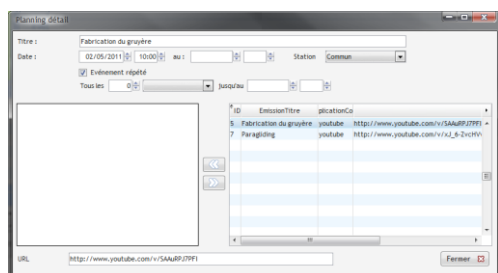 Planning détail
Titre : Fabrication du gruyère
Date : 02/05/2011 10:00 au : Station Commun
Evénement répété
Tous les 0 jusqu'au
ID EmissionTitre plicationCo
5 Fabrication du gruyère youtube http://www.youtube.com/v/SAAuRPJ7PFI
7 Paragliding youtube http://www.youtube.com/v/xJ_6-ZvcHV
URL http://www.youtube.com/v/SAAuRPJ7PFI
Fermer